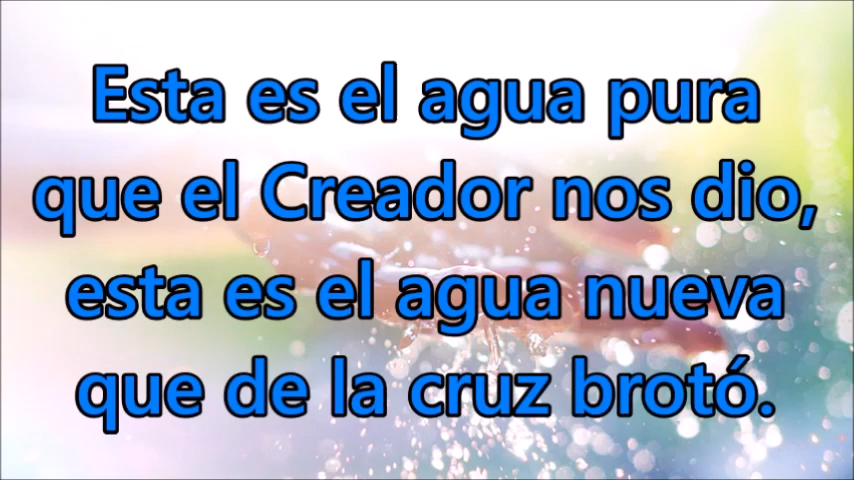 Esta es el agua pura
que el Creador nos dio,
esta es el agua nueva
que de la cruz brotó.